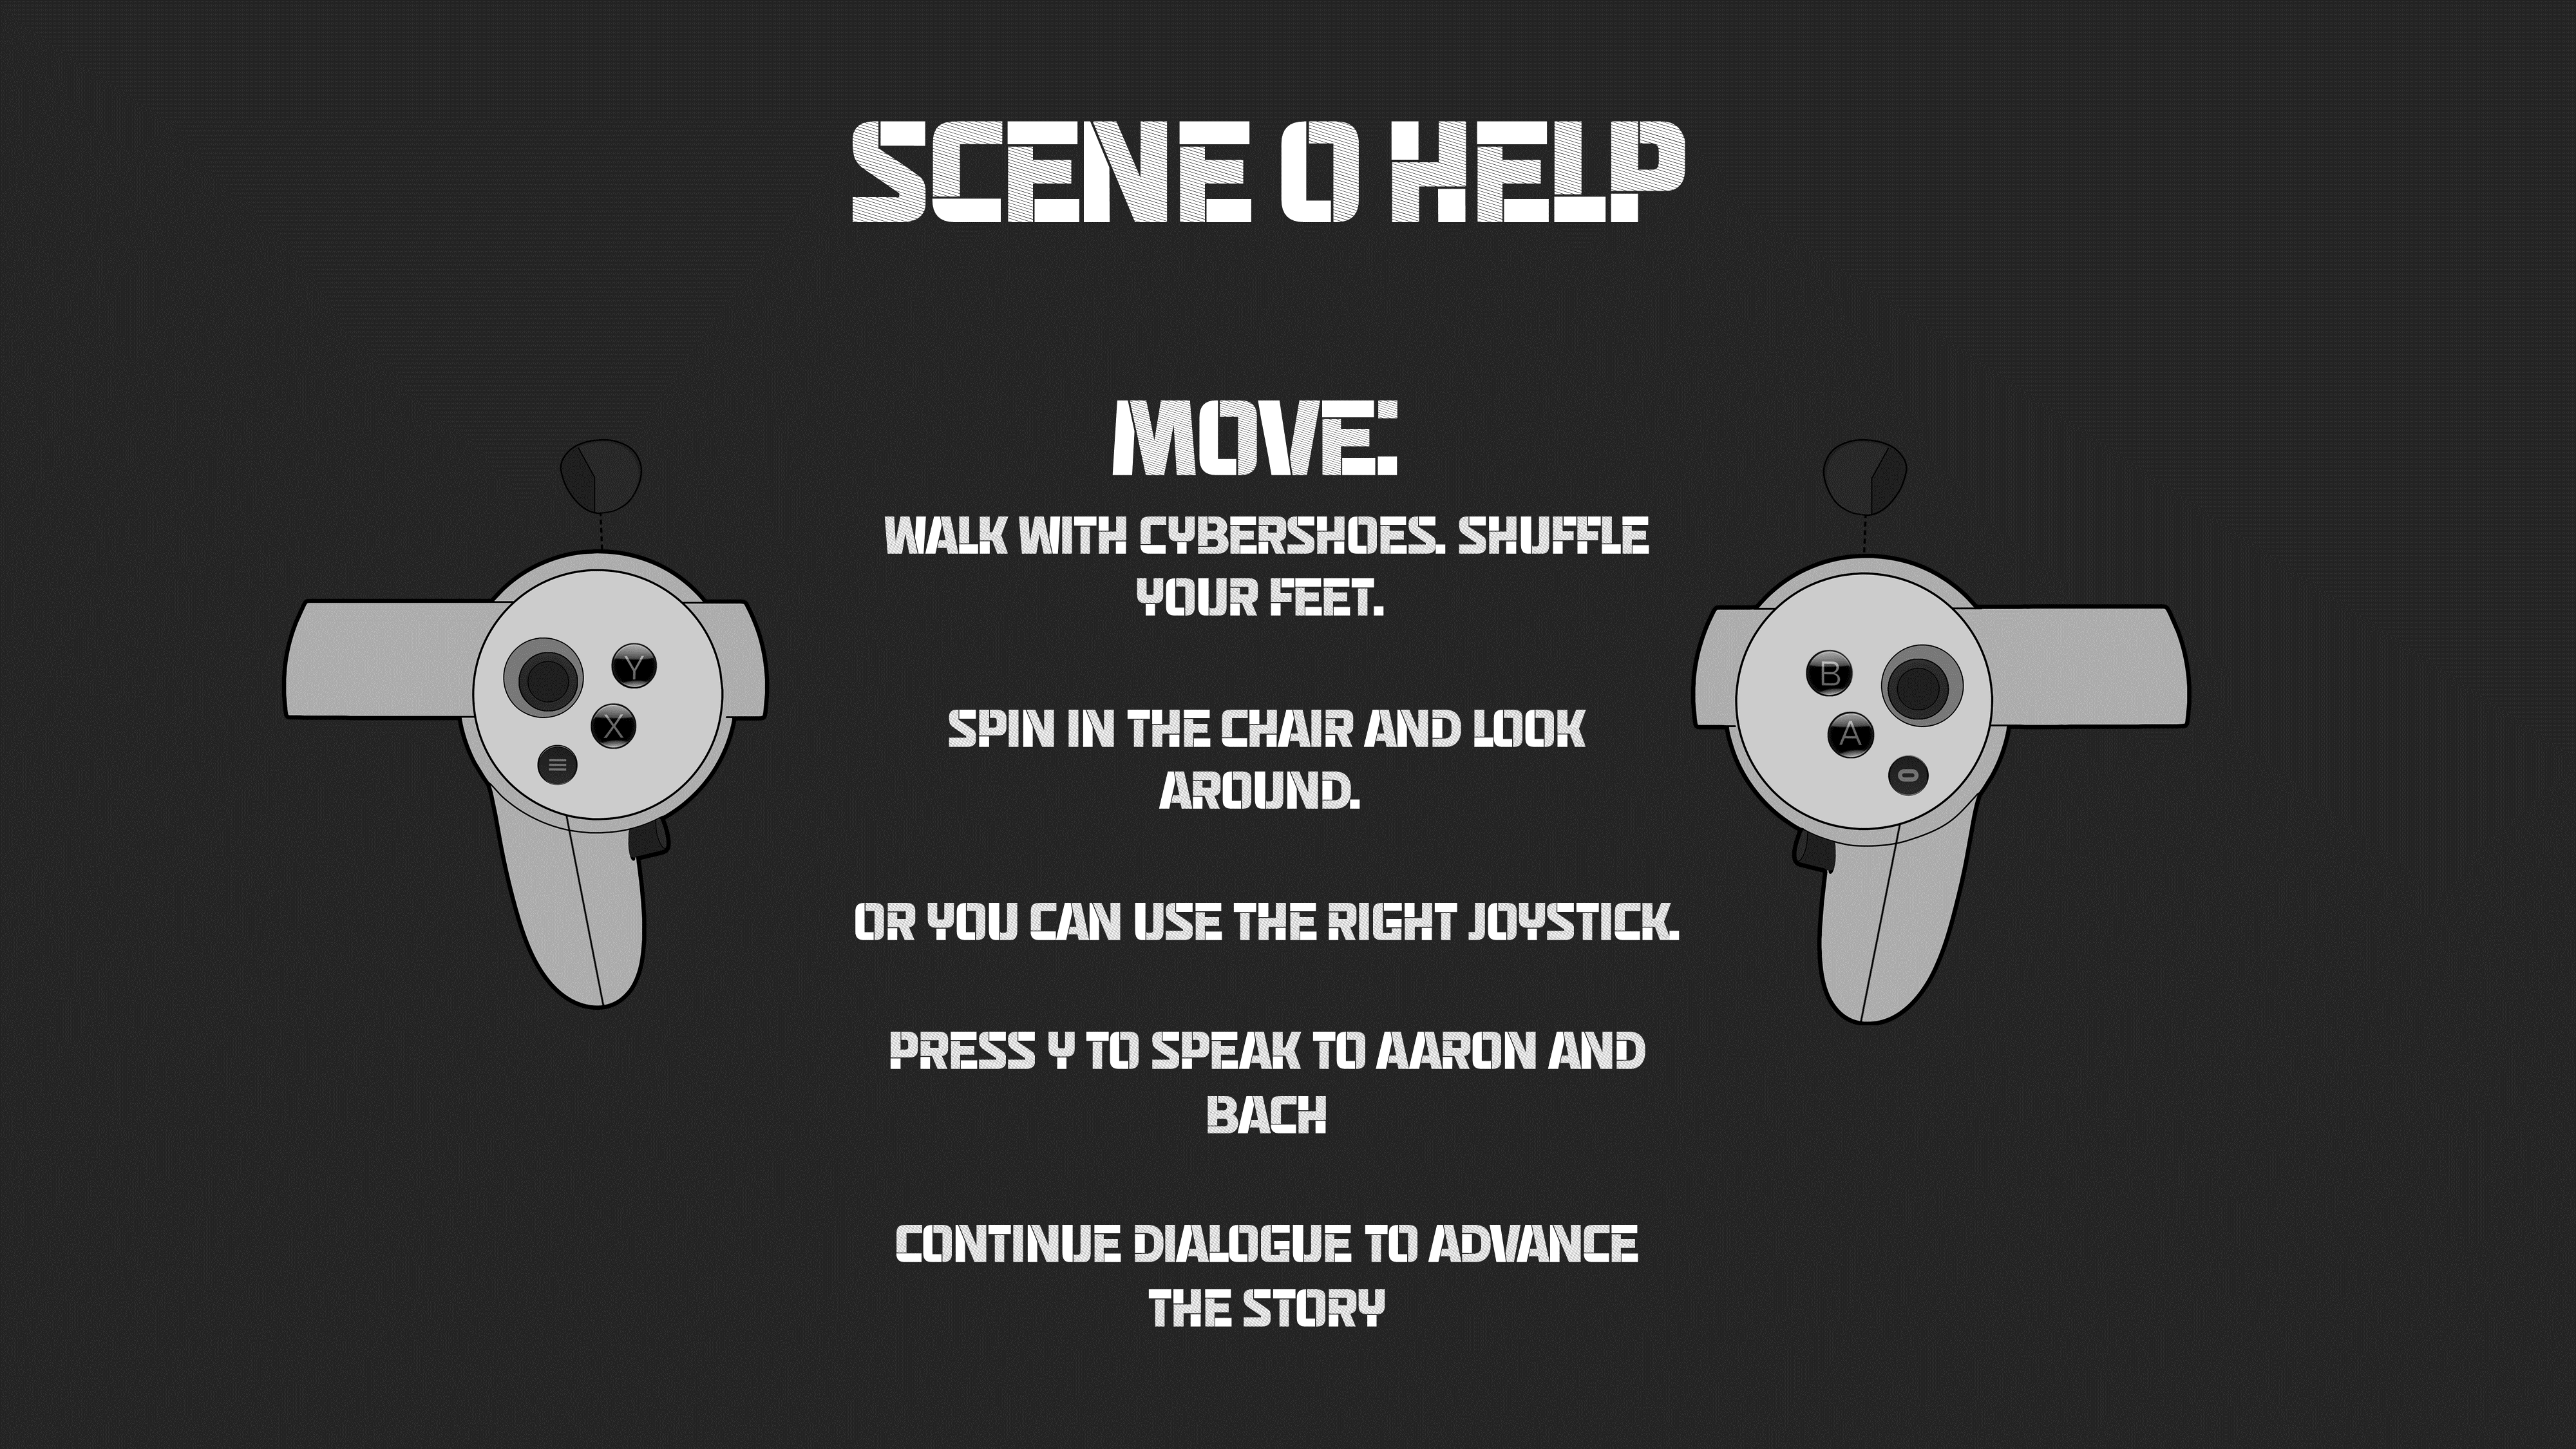 SCENE 0 HELP
MOVE:
WALK WITH CYBERSHOES. SHUFFLE
YOUR FEET.
SPIN IN THE CHAIR AND LOOK
AROUND.
OR YOU CAN USE THE RIGHT JOYSTICK.
PRESS Y TO SPEAK TO AARON AND
BACH
CONTINUE DIALOGUE TO ADVANCE
THE STORY
Y
X
B
A